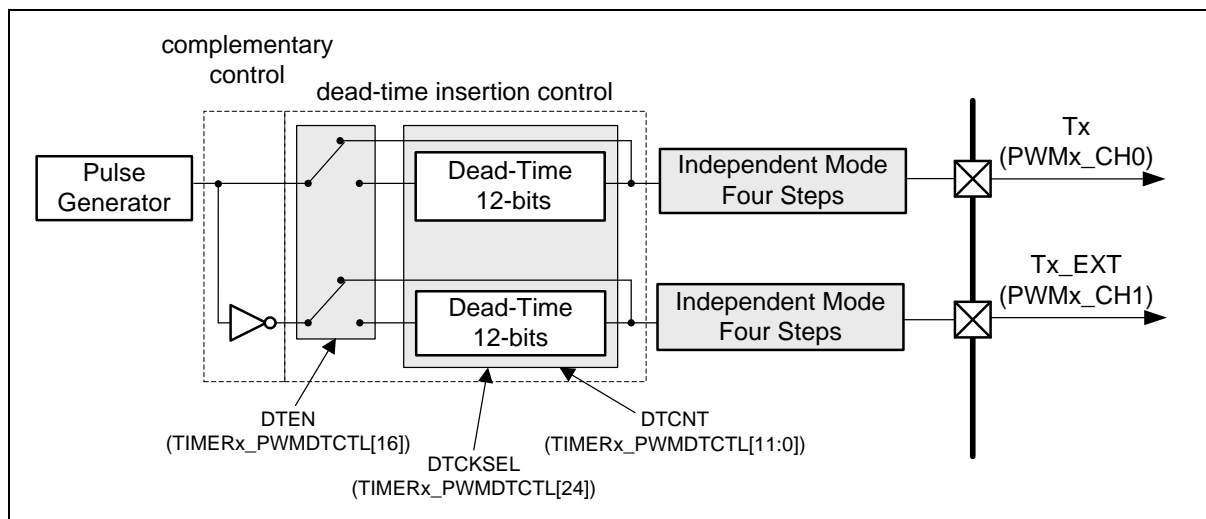 complementary
control
dead-time insertion control
Pulse
Generator
Dead-Time
12-bits
Independent Mode
Four Steps
Tx
(PWMx_CH0)
Dead-Time
12-bits
Independent Mode
Four Steps
Tx_EXT
(PWMx_CH1)
DTEN
(TIMERx_PWMDTCTL[16])
DTCKSEL
(TIMERx_PWMDTCTL[24])
DTCNT
(TIMERx_PWMDTCTL[11:0])